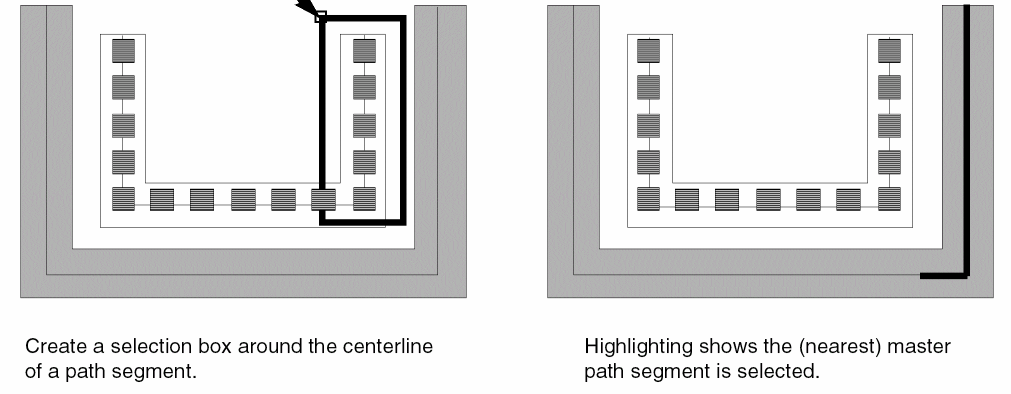 Create a selection box around the centerline
of a path segment.
Highlighting shows the (nearest) master
path segment is selected.